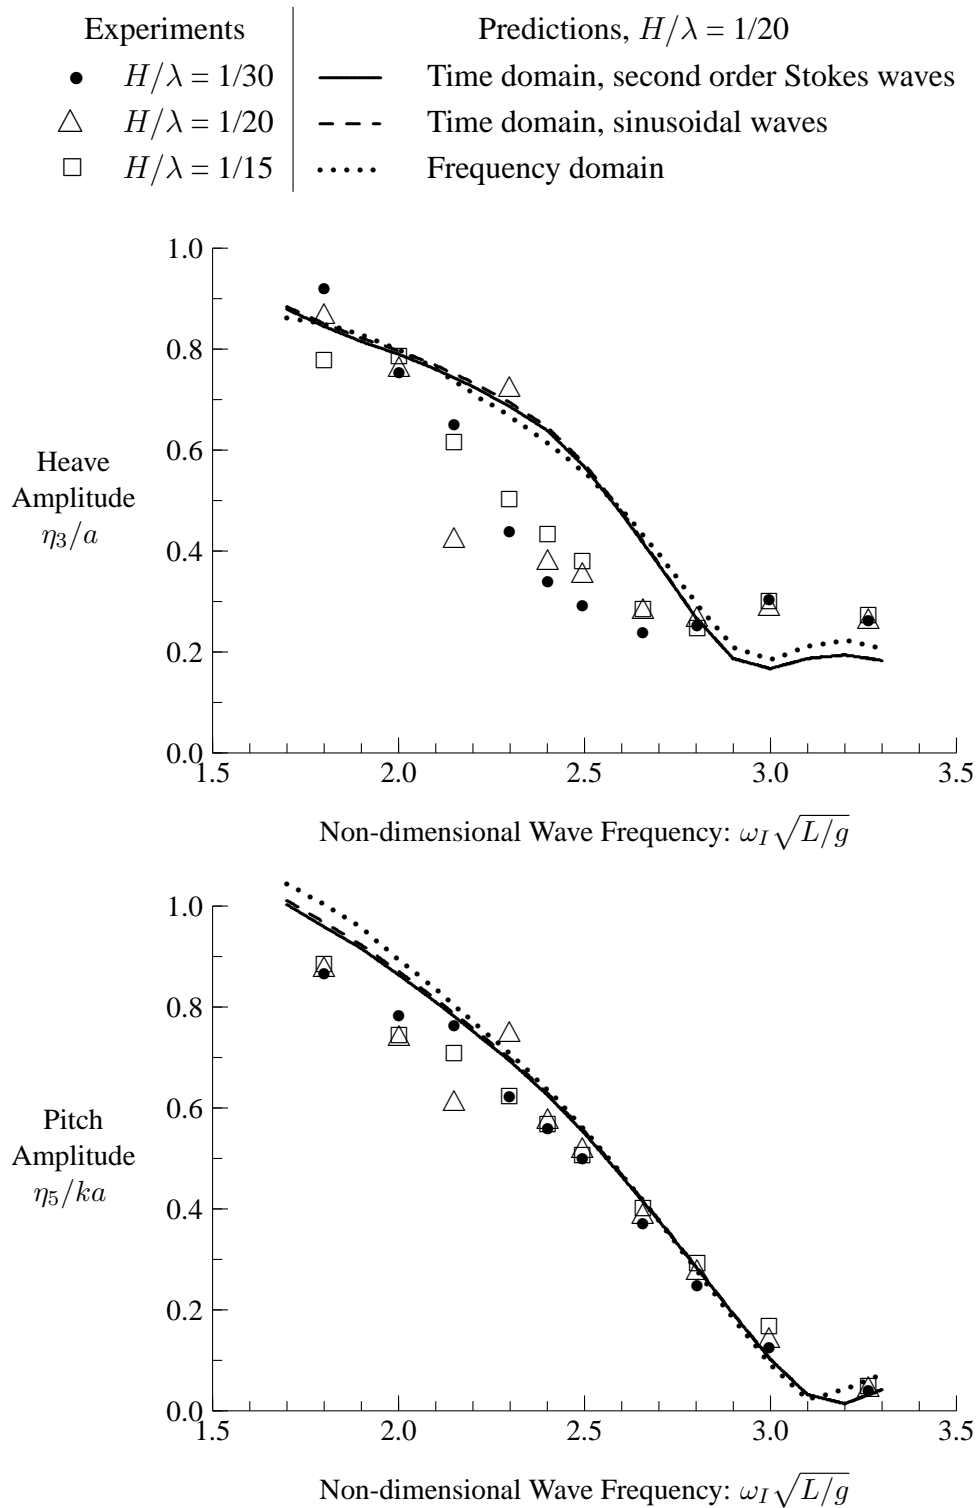 Experiments Predictions, H/λ = 1/20
H/λ = 1/30 Time domain, second order Stokes waves
H/λ = 1/20 Time domain, sinusoidal waves
H/λ = 1/15 Frequency domain
1.0
0.8
0.6
Heave
Amplitude
η₃/a
0.4
0.2
0.0
1.5 2.0 2.5 3.0 3.5
Non-dimensional Wave Frequency: ω_I√(L/g)
1.0
0.8
0.6
Pitch
Amplitude
η₅/ka
0.4
0.2
0.0
1.5 2.0 2.5 3.0 3.5
Non-dimensional Wave Frequency: ω_I√(L/g)